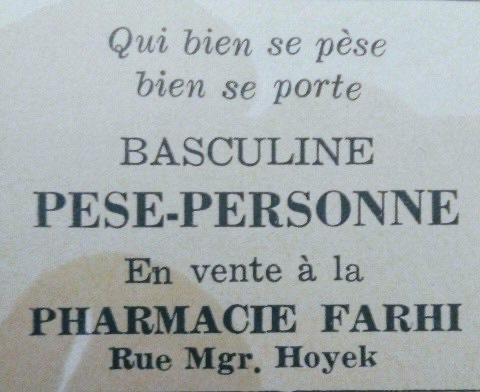 Qui bien se pèse
bien se porte
BASCULINE
PESE-PERSONNE
En vente à la
PHARMACIE FARHI
Rue Mgr. Hoyek